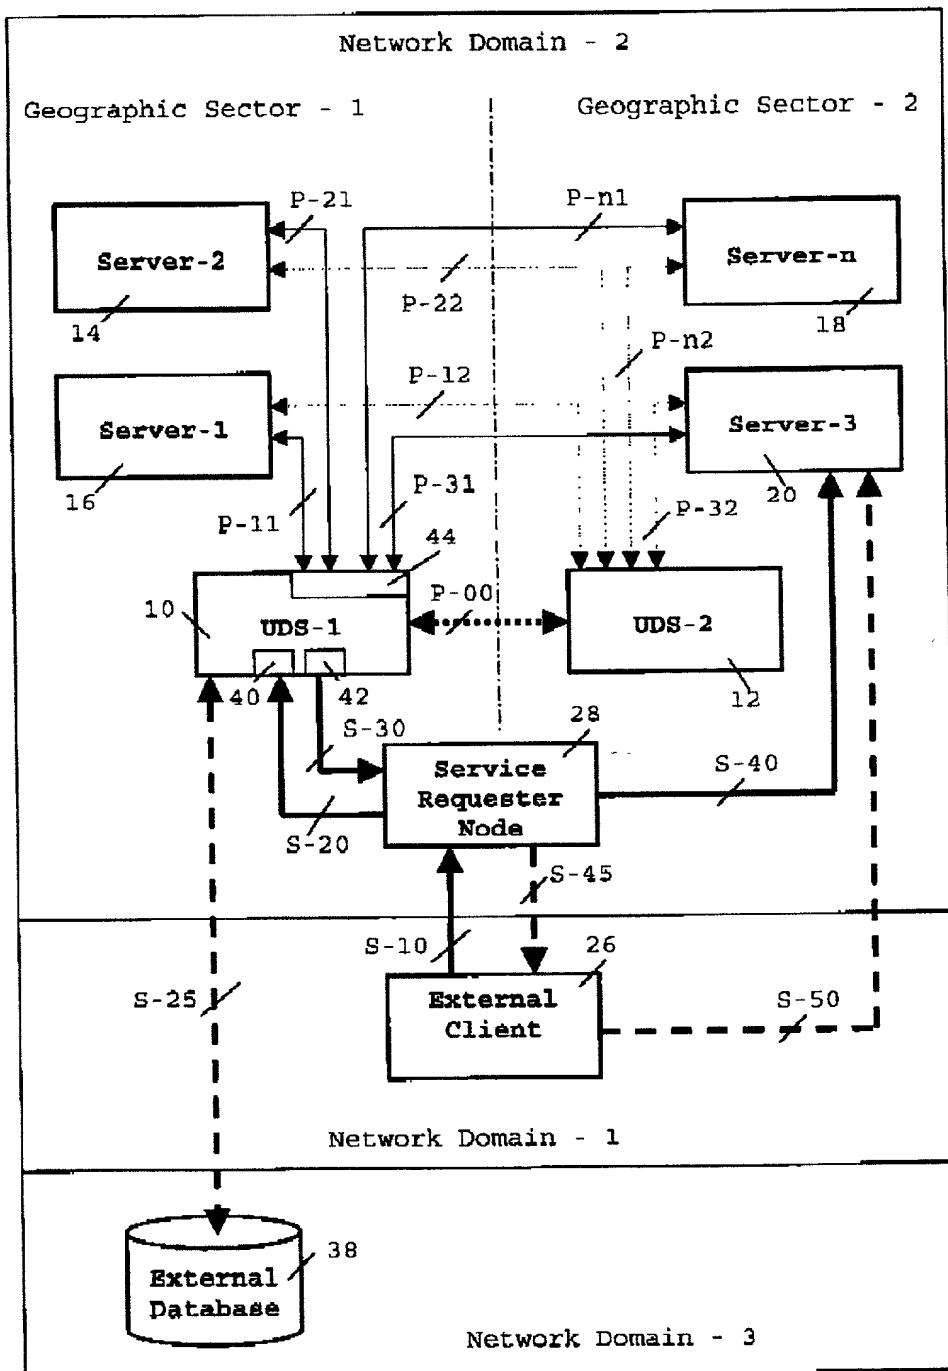 Network Domain - 2
Geographic Sector - 1
Geographic Sector - 2
P-21
P-n1
Server-2
Server-n
14
P-22
18
P-n2
P-12
Server-1
Server-3
16
P-11
P-31
20
P-32
44
10
P-00
UDS-1
UDS-2
40
42
12
S-30
28
Service
Requester
Node
S-40
S-20
S-45
S-10
26
S-25
External
Client
S-50
Network Domain - 1
38
External
Database
Network Domain - 3